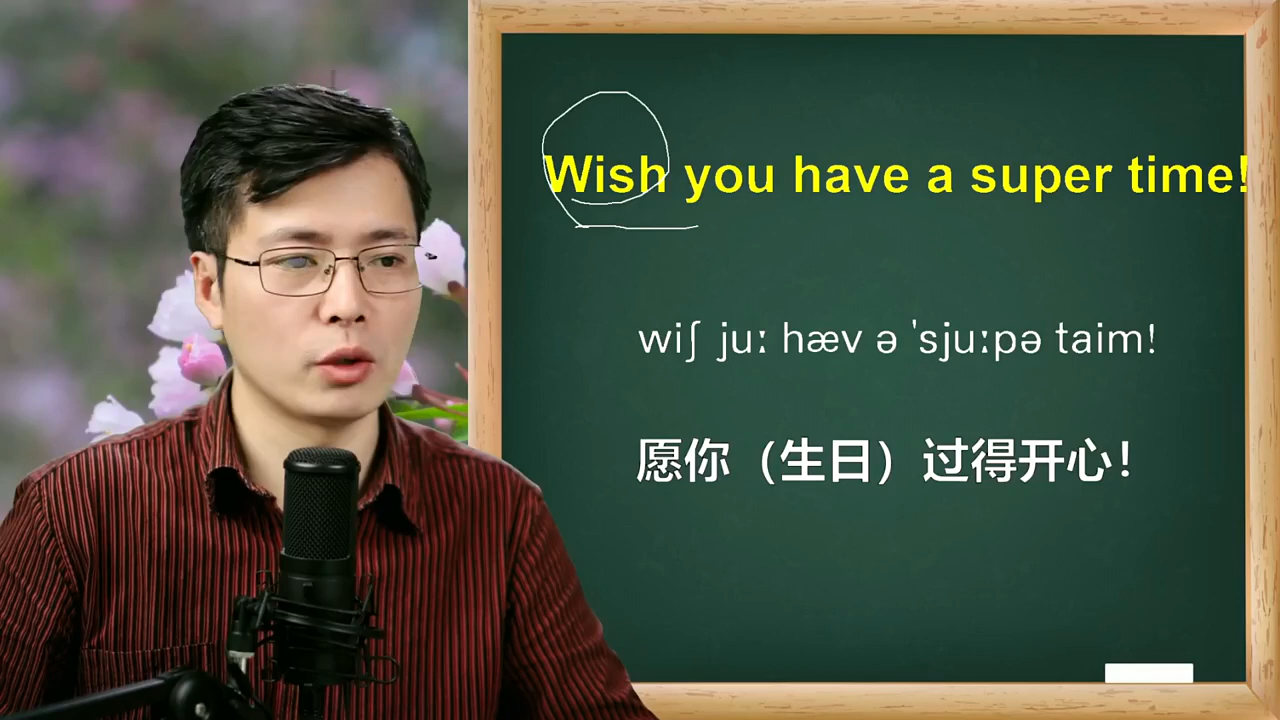 Wish you have a super time!
wiʃ juː hæv ə ˈsjuːpə taim!
愿你（生日）过得开心！